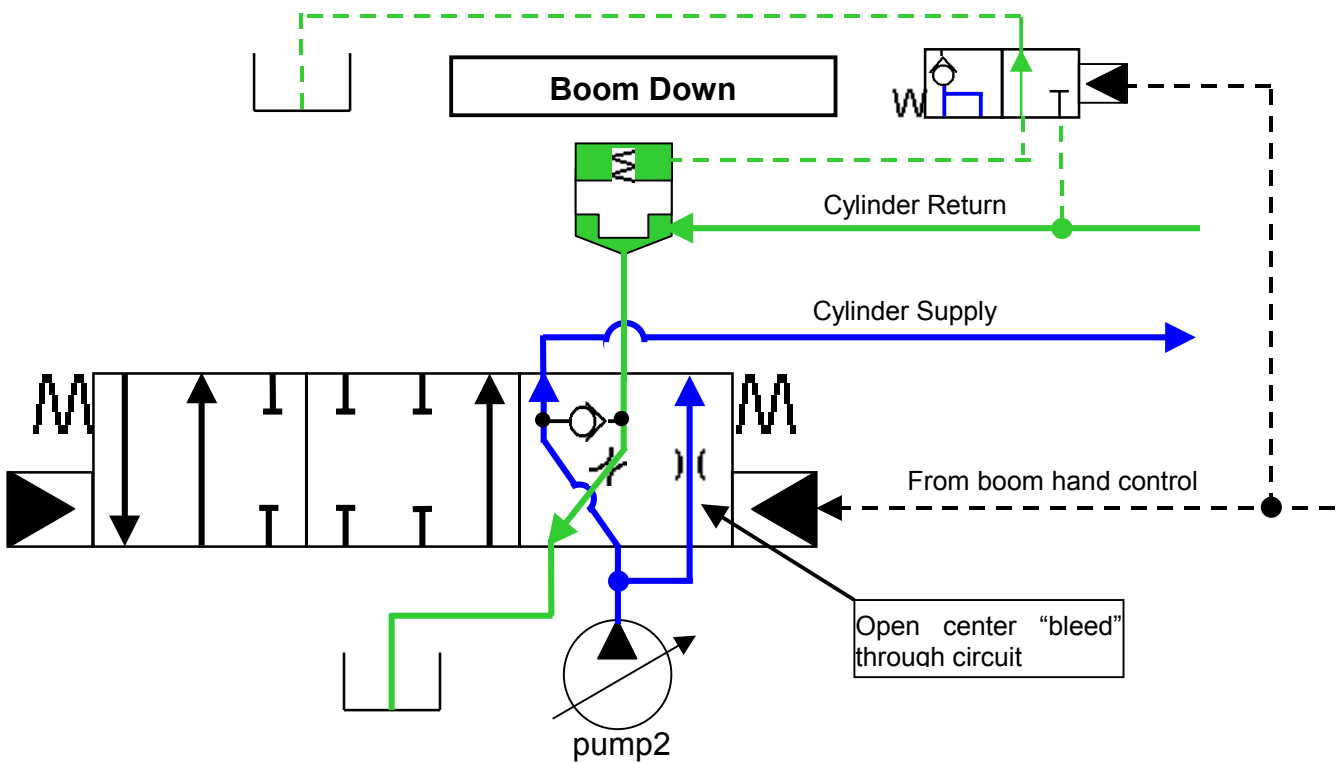 Boom Down
Cylinder Return
Cylinder Supply
From boom hand control
Open center “bleed”
through circuit
pump2